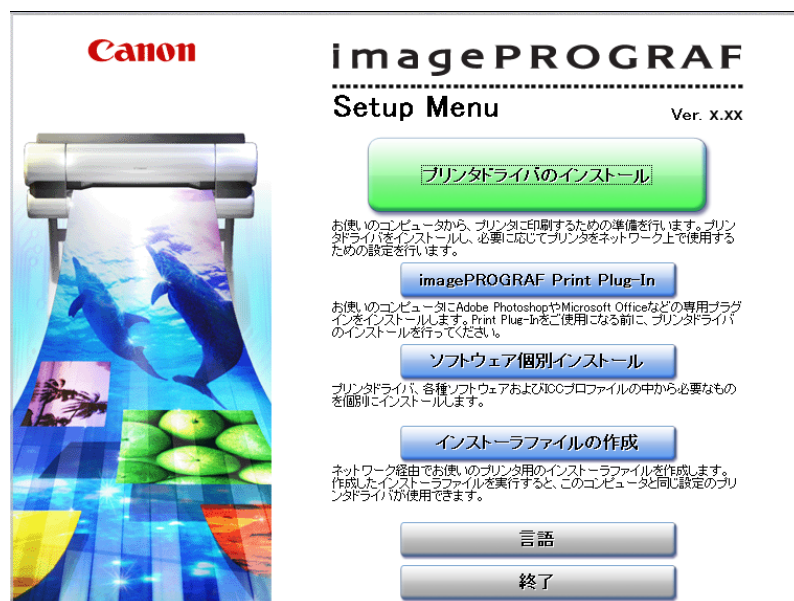 Canon
imagePROGRAF
Setup Menu
Ver. x.xx
プリンタドライバのインストール
お使いのコンピュータから、プリンタに印刷するための準備を行います。プリン
タドライバをインストールし、必要に応じてプリンタをネットワーク上で使用する
ための設定を行います。
imagePROGRAF Print Plug-In
お使いのコンピュータにAdobe PhotoshopやMicrosoft Officeなどの専用プラグ
インをインストールします。Print Plug-Inをご使用になる前に、プリンタドライバ
のインストールを行ってください。
ソフトウェア個別インストール
プリンタドライバ、各種ソフトウェアおよびICCプロファイルの中から必要なもの
を個別にインストールします。
インストーラファイルの作成
ネットワーク経由でお使いのプリンタ用のインストーラファイルを作成します。
作成したインストーラファイルを実行すると、このコンピュータと同じ設定のプリ
ンタドライバが使用できます。
言語
終了